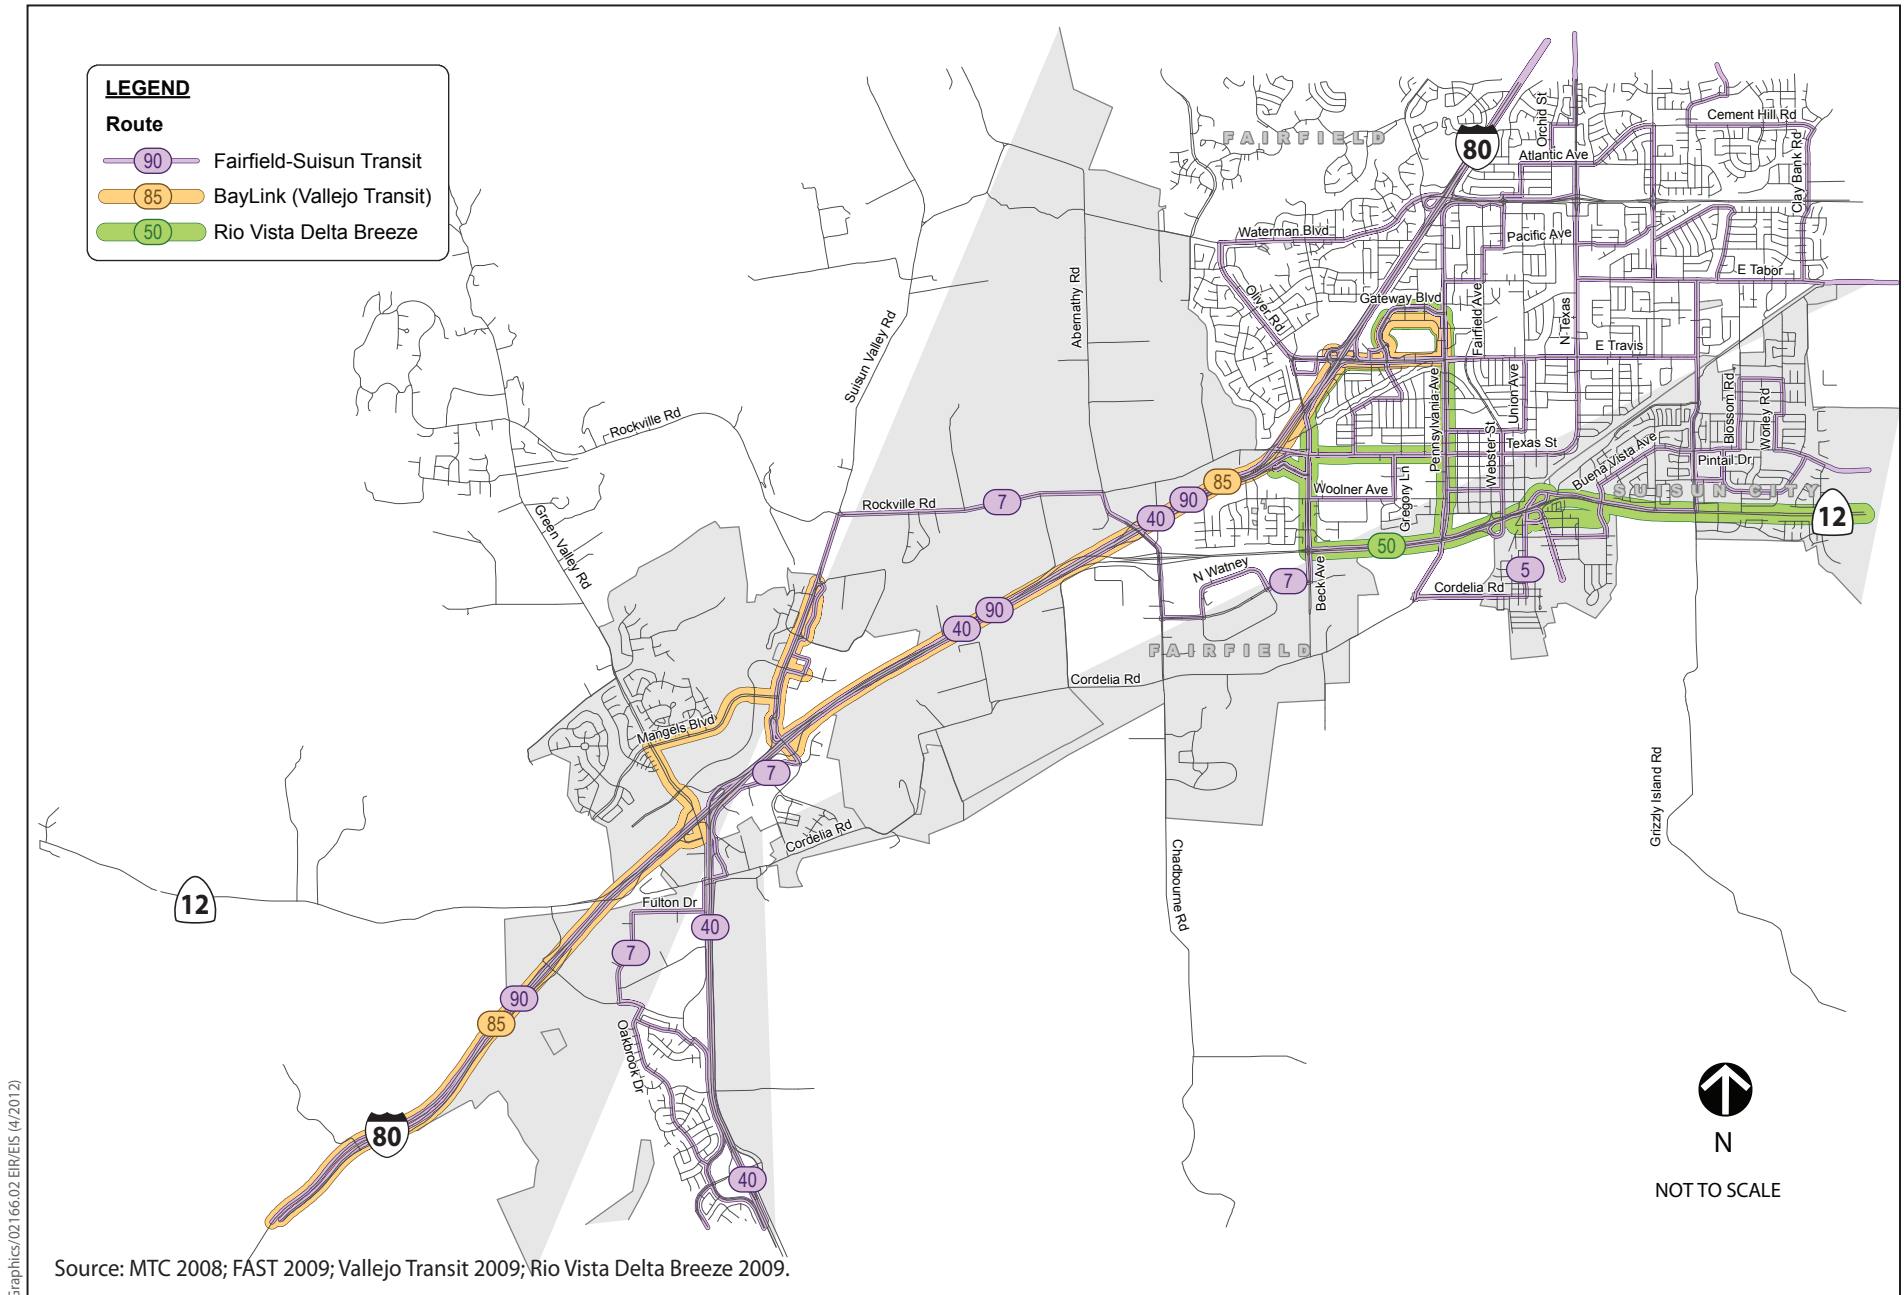 LEGEND
Route
90 Fairfield-Suisun Transit
85 BayLink (Vallejo Transit)
50 Rio Vista Delta Breeze
FAIRFIELD
80
Orchid St
Cement Hill Rd
Atlantic Ave
Clay Bank Rd
Waterman Blvd
Pacific Ave
E Tabor
Oliver Rd
Gateway Blvd
Fairfield Ave
N Texas
E Travis
Abernathy Rd
Suisun Valley Rd
Pennsylvania Ave
Union Ave
Blossom Rd
Worley Rd
Rockville Rd
Webster St
Texas St
Buena Vista Ave
Pintail Dr
85
Woolner Ave
Gregory Ln
SUISUN CITY
Rockville Rd
7
90
40
12
Green Valley Rd
50
N Watney
7
Beck Ave
5
Cordelia Rd
90
40
FAIRFIELD
Cordelia Rd
Mangels Blvd
7
Cordelia Rd
Grizzly Island Rd
Chadbourne Rd
12
Fulton Dr
40
7
90
85
Oakbrook Dr
80
40
N
NOT TO SCALE
Source: MTC 2008; FAST 2009; Vallejo Transit 2009; Rio Vista Delta Breeze 2009.
Graphics/02166.02 EIR/EIS (4/2012)